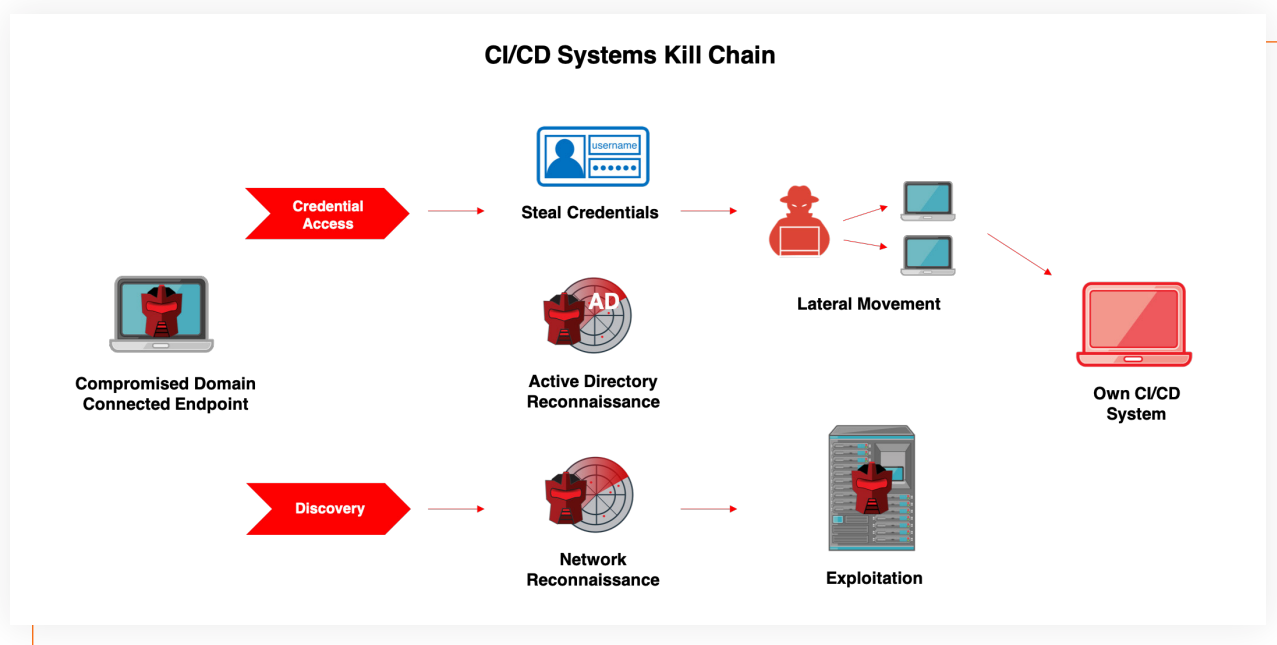 CI/CD Systems Kill Chain
username
Credential
Access
Steal Credentials
Lateral Movement
AD
Compromised Domain
Connected Endpoint
Active Directory
Reconnaissance
Own CI/CD
System
Discovery
Network
Reconnaissance
Exploitation